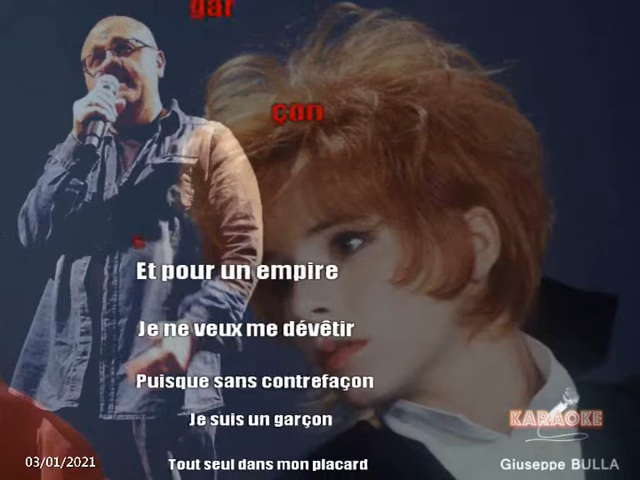 gar
çon
s
Et pour un empire
Je ne veux me dévêtir
Puisque sans contrefaçon
Je suis un garçon
KARAOKE
03/01/2021
Tout seul dans mon placard
Giuseppe BULLA